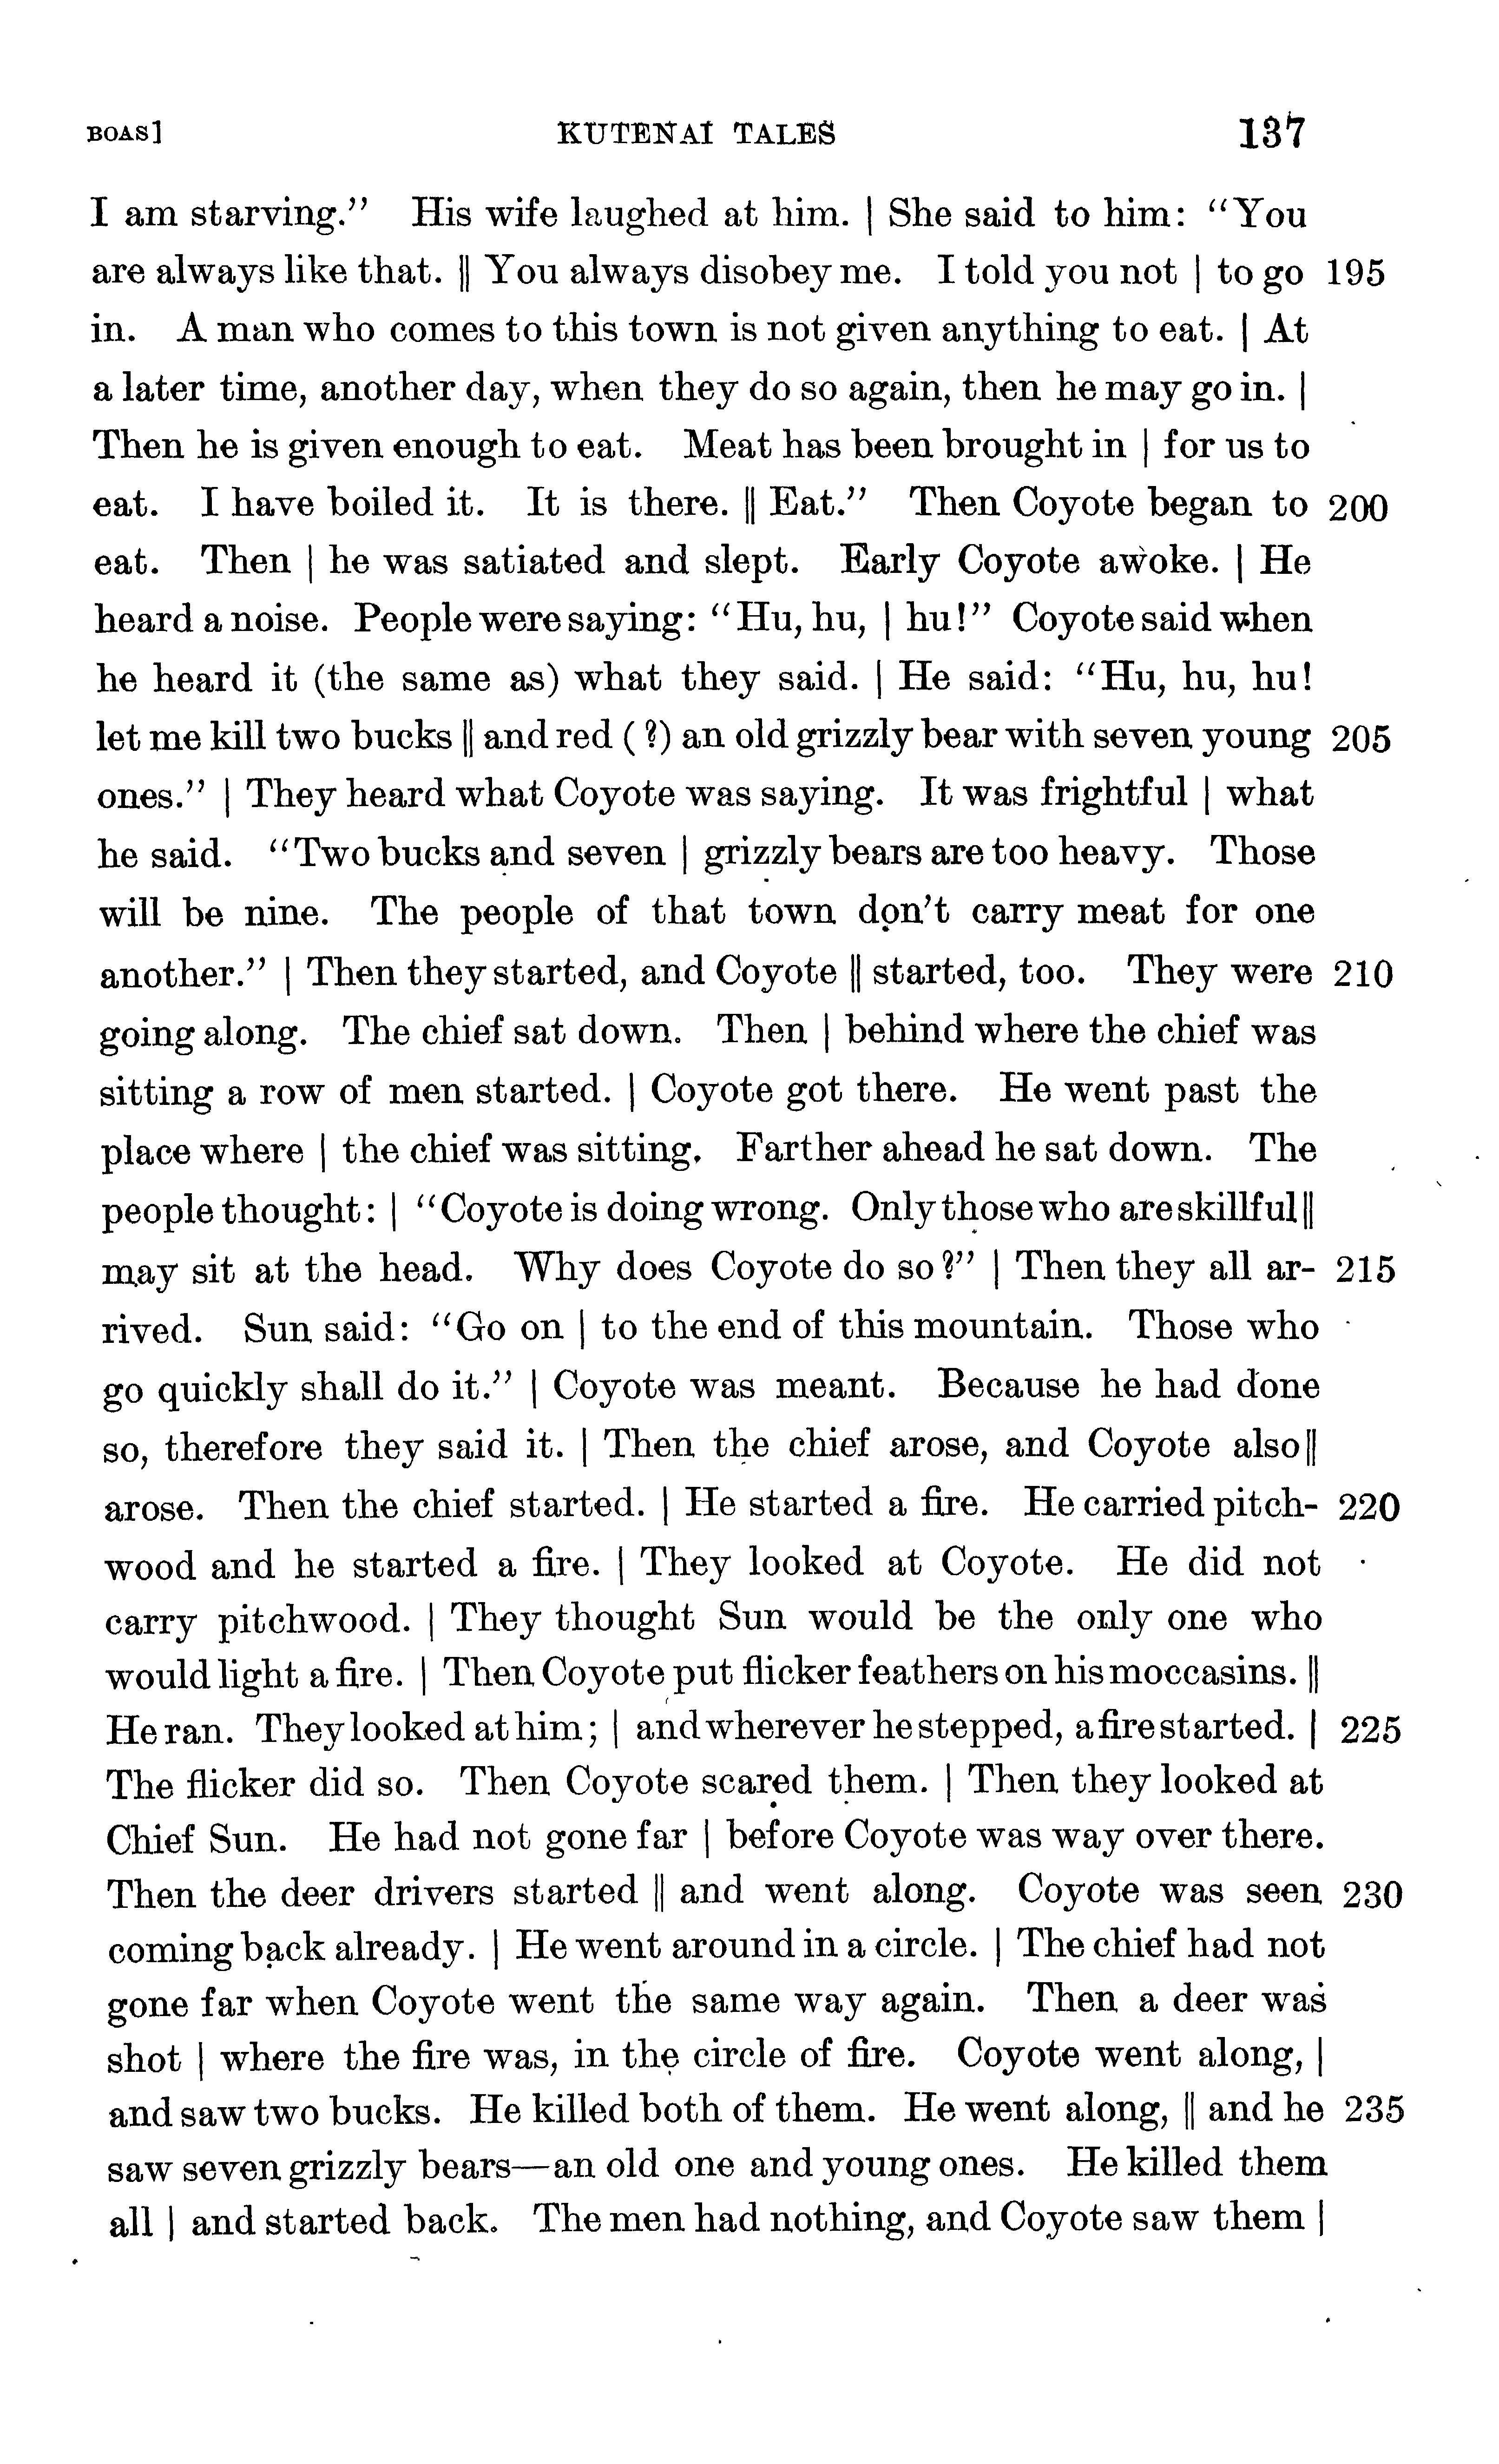 BOAS] KUTENAI TALES 137
I am starving.” His wife laughed at him. | She said to him: “You
are always like that. ‖ You always disobey me. I told you not | to go 195
in. A man who comes to this town is not given anything to eat. | At
a later time, another day, when they do so again, then he may go in. |
Then he is given enough to eat. Meat has been brought in | for us to
eat. I have boiled it. It is there. ‖ Eat.” Then Coyote began to 200
eat. Then | he was satiated and slept. Early Coyote awoke. | He
heard a noise. People were saying: “Hu, hu, | hu!” Coyote said when
he heard it (the same as) what they said. | He said: “Hu, hu, hu!
let me kill two bucks ‖ and red (?) an old grizzly bear with seven young 205
ones.” | They heard what Coyote was saying. It was frightful | what
he said. “Two bucks and seven | grizzly bears are too heavy. Those
will be nine. The people of that town don't carry meat for one
another.” | Then they started, and Coyote ‖ started, too. They were 210
going along. The chief sat down. Then | behind where the chief was
sitting a row of men started. | Coyote got there. He went past the
place where | the chief was sitting. Farther ahead he sat down. The
people thought: | “Coyote is doing wrong. Only those who are skillful ‖
may sit at the head. Why does Coyote do so?” | Then they all ar- 215
rived. Sun said: “Go on | to the end of this mountain. Those who
go quickly shall do it.” | Coyote was meant. Because he had done
so, therefore they said it. | Then the chief arose, and Coyote also ‖
arose. Then the chief started. | He started a fire. He carried pitch- 220
wood and he started a fire. | They looked at Coyote. He did not
carry pitchwood. | They thought Sun would be the only one who
would light a fire. | Then Coyote put flicker feathers on his moccasins. ‖
He ran. They looked at him; | and wherever he stepped, a fire started. | 225
The flicker did so. Then Coyote scared them. | Then they looked at
Chief Sun. He had not gone far | before Coyote was way over there.
Then the deer drivers started ‖ and went along. Coyote was seen 230
coming back already. | He went around in a circle. | The chief had not
gone far when Coyote went the same way again. Then a deer was
shot | where the fire was, in the circle of fire. Coyote went along, |
and saw two bucks. He killed both of them. He went along, ‖ and he 235
saw seven grizzly bears—an old one and young ones. He killed them
all | and started back. The men had nothing, and Coyote saw them |